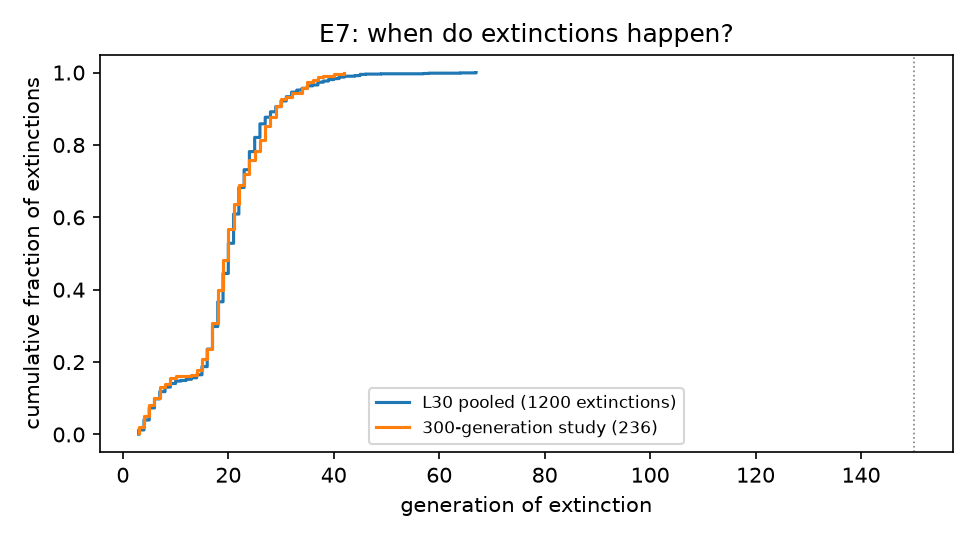 E7: when do extinctions happen?
cumulative fraction of extinctions
1.0
0.8
0.6
0.4
0.2
0.0
L30 pooled (1200 extinctions)
300-generation study (236)
0 20 40 60 80 100 120 140
generation of extinction